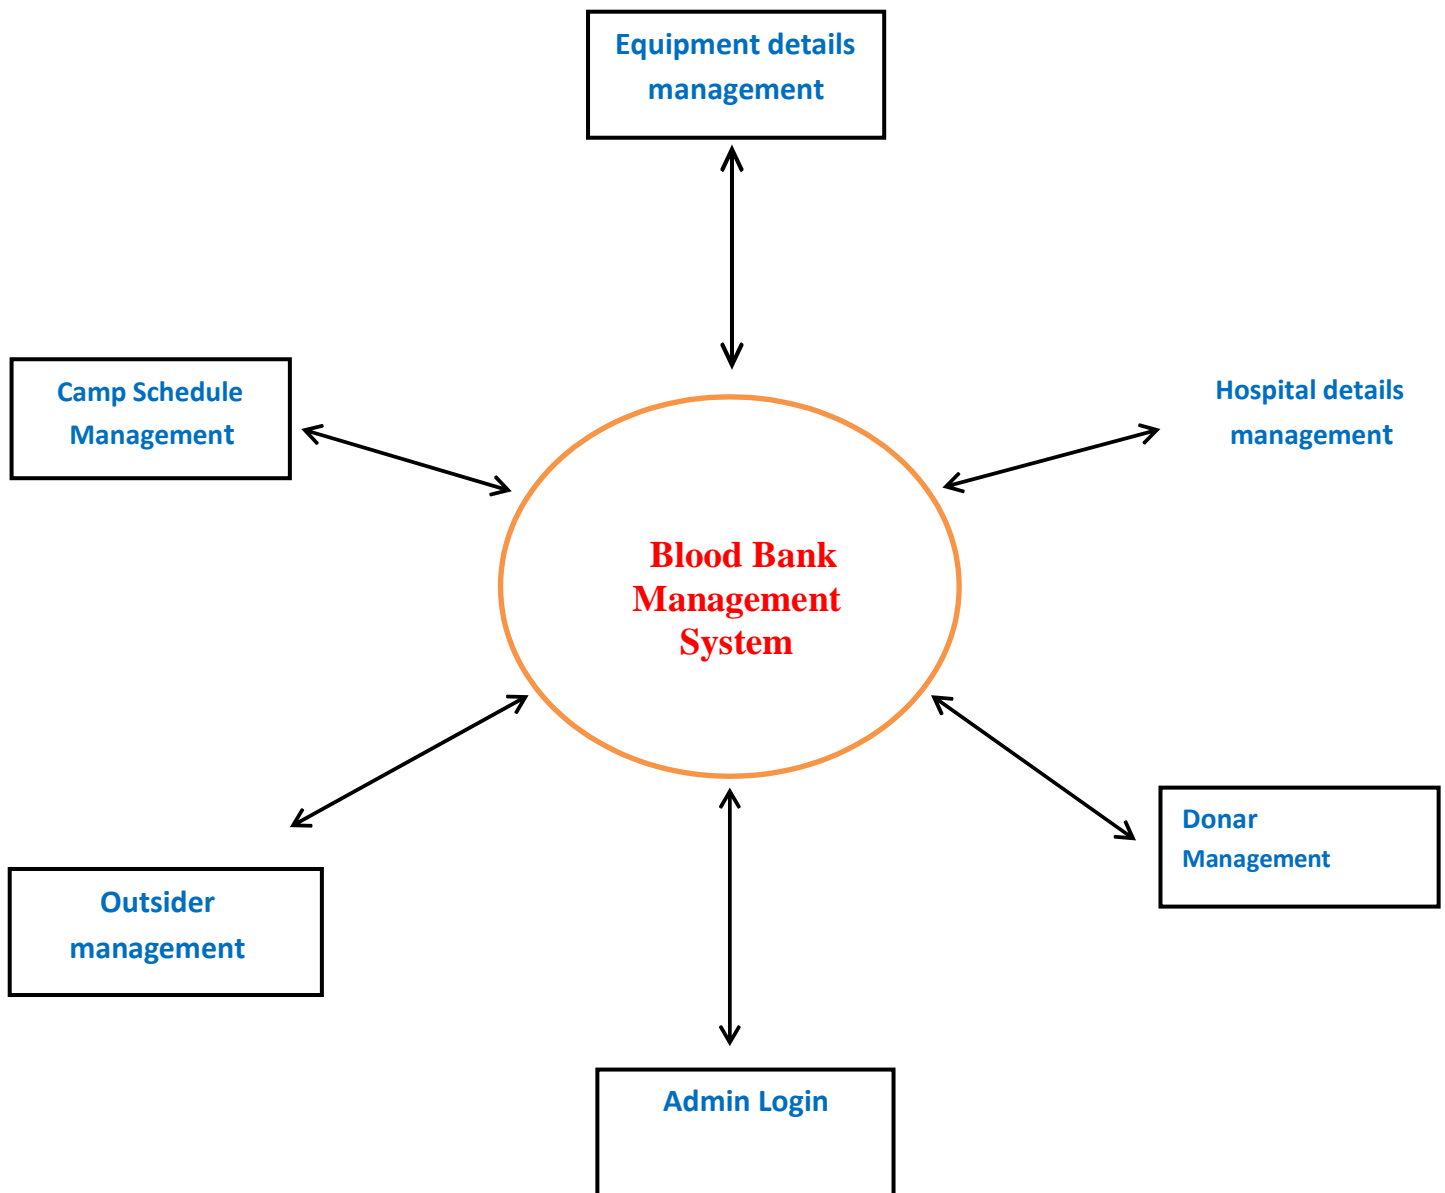 Equipment details
management
Camp Schedule
Management
Hospital details
management
Blood Bank
Management
System
Donar
Management
Outsider
management
Admin Login